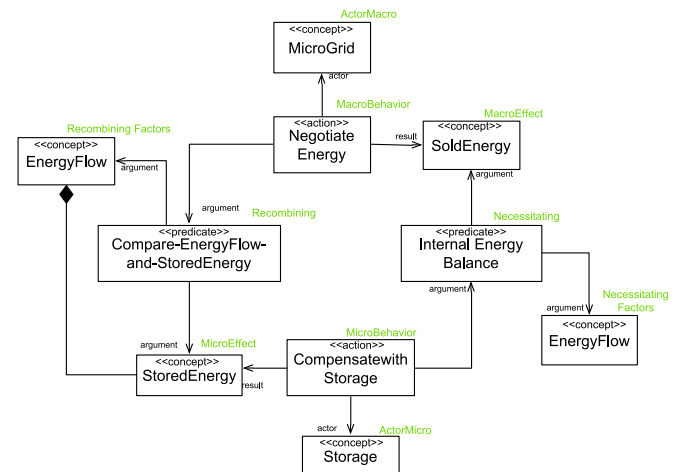 ActorMacro
<<concept>>
MicroGrid
actor
MacroBehavior
<<action>>
Negotiate
Energy
result
MacroEffect
<<concept>>
SoldEnergy
argument
Recombining Factors
<<concept>>
EnergyFlow
argument
argument
Recombining
<<predicate>>
Compare-EnergyFlow-
and-StoredEnergy
Necessitating
<<predicate>>
Internal Energy
Balance
argument
argument
Necessitating
Factors
<<concept>>
EnergyFlow
argument
MicroEffect
<<concept>>
StoredEnergy
result
MicroBehavior
<<action>>
Compensatewith
Storage
actor
ActorMicro
<<concept>>
Storage